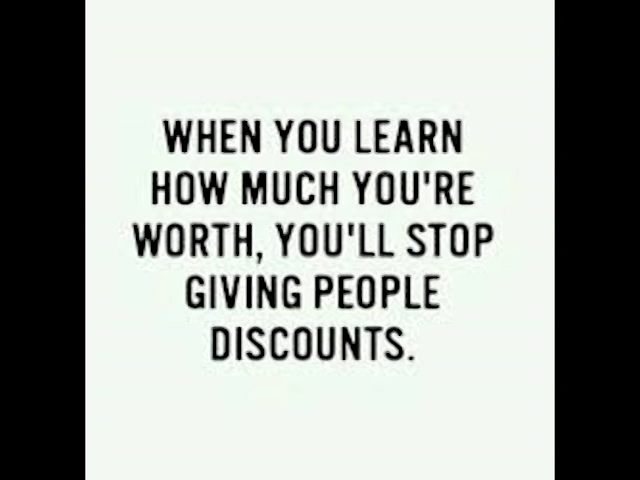 WHEN YOU LEARN
HOW MUCH YOU'RE
WORTH, YOU'LL STOP
GIVING PEOPLE
DISCOUNTS.